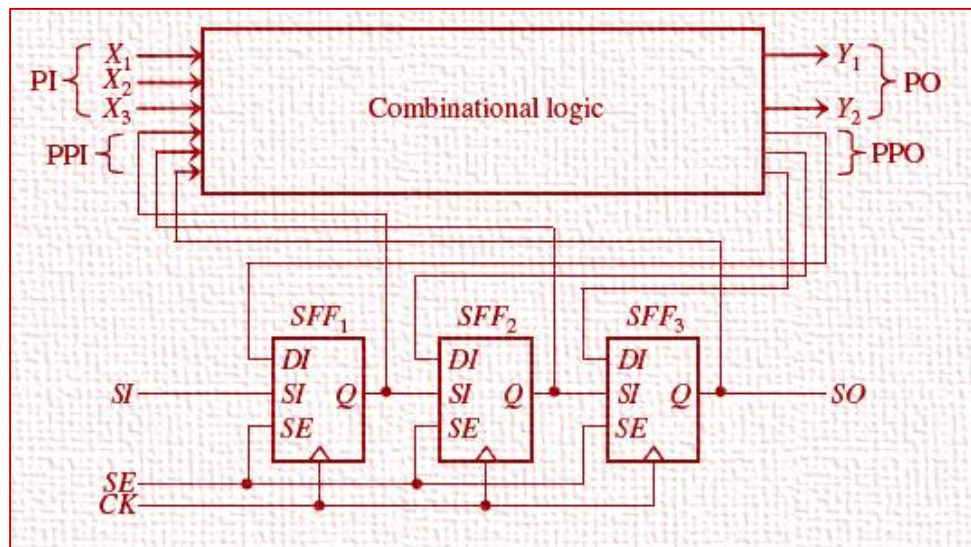 PI
X1
X2
X3
PPI
Combinational logic
Y1
Y2
PO
PPO
SFF1
SFF2
SFF3
DI
DI
DI
SI
SI
Q
SI
Q
SI
Q
SO
SE
SE
SE
SE
CK